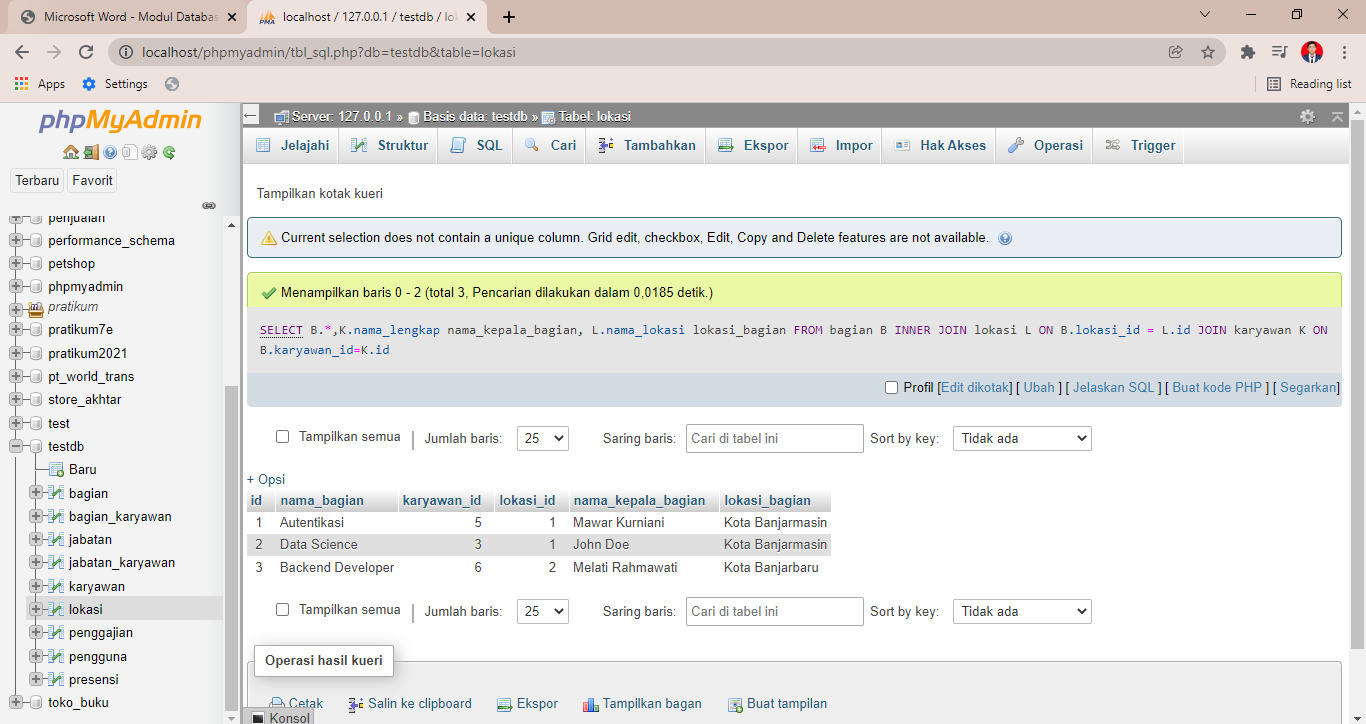 Microsoft Word - Modul Databas
localhost / 127.0.0.1 / testdb / lok
localhost/phpmyadmin/tbl_sql.php?db=testdb&table=lokasi
Apps
Settings
Reading list
phpMyAdmin
Terbaru
Favorit
penjualan
performance_schema
petshop
phpmyadmin
pratikum
pratikum7e
pratikum2021
pt_world_trans
store_akhtar
test
testdb
Baru
bagian
bagian_karyawan
jabatan
jabatan_karyawan
karyawan
lokasi
penggajian
pengguna
presensi
toko_buku
Server: 127.0.0.1 » Basis data: testdb » Tabel: lokasi
Jelajahi Struktur SQL Cari Tambahkan Ekspor Impor Hak Akses Operasi Trigger
Tampilkan kotak kueri
Current selection does not contain a unique column. Grid edit, checkbox, Edit, Copy and Delete features are not available.
Menampilkan baris 0 - 2 (total 3, Pencarian dilakukan dalam 0,0185 detik.)
SELECT B.*,K.nama_lengkap nama_kepala_bagian, L.nama_lokasi lokasi_bagian FROM bagian B INNER JOIN lokasi L ON B.lokasi_id = L.id JOIN karyawan K ON
B.karyawan_id=K.id
Profil [Edit dikotak] [ Ubah ] [ Jelaskan SQL ] [ Buat kode PHP ] [ Segarkan]
Tampilkan semua | Jumlah baris: 25 Saring baris: Cari di tabel ini Sort by key: Tidak ada
+ Opsi
id nama_bagian karyawan_id lokasi_id nama_kepala_bagian lokasi_bagian
1 Autentikasi 5 1 Mawar Kurniani Kota Banjarmasin
2 Data Science 3 1 John Doe Kota Banjarmasin
3 Backend Developer 6 2 Melati Rahmawati Kota Banjarbaru
Tampilkan semua | Jumlah baris: 25 Saring baris: Cari di tabel ini Sort by key: Tidak ada
Operasi hasil kueri
Cetak Salin ke clipboard Ekspor Tampilkan bagan Buat tampilan
Konsol